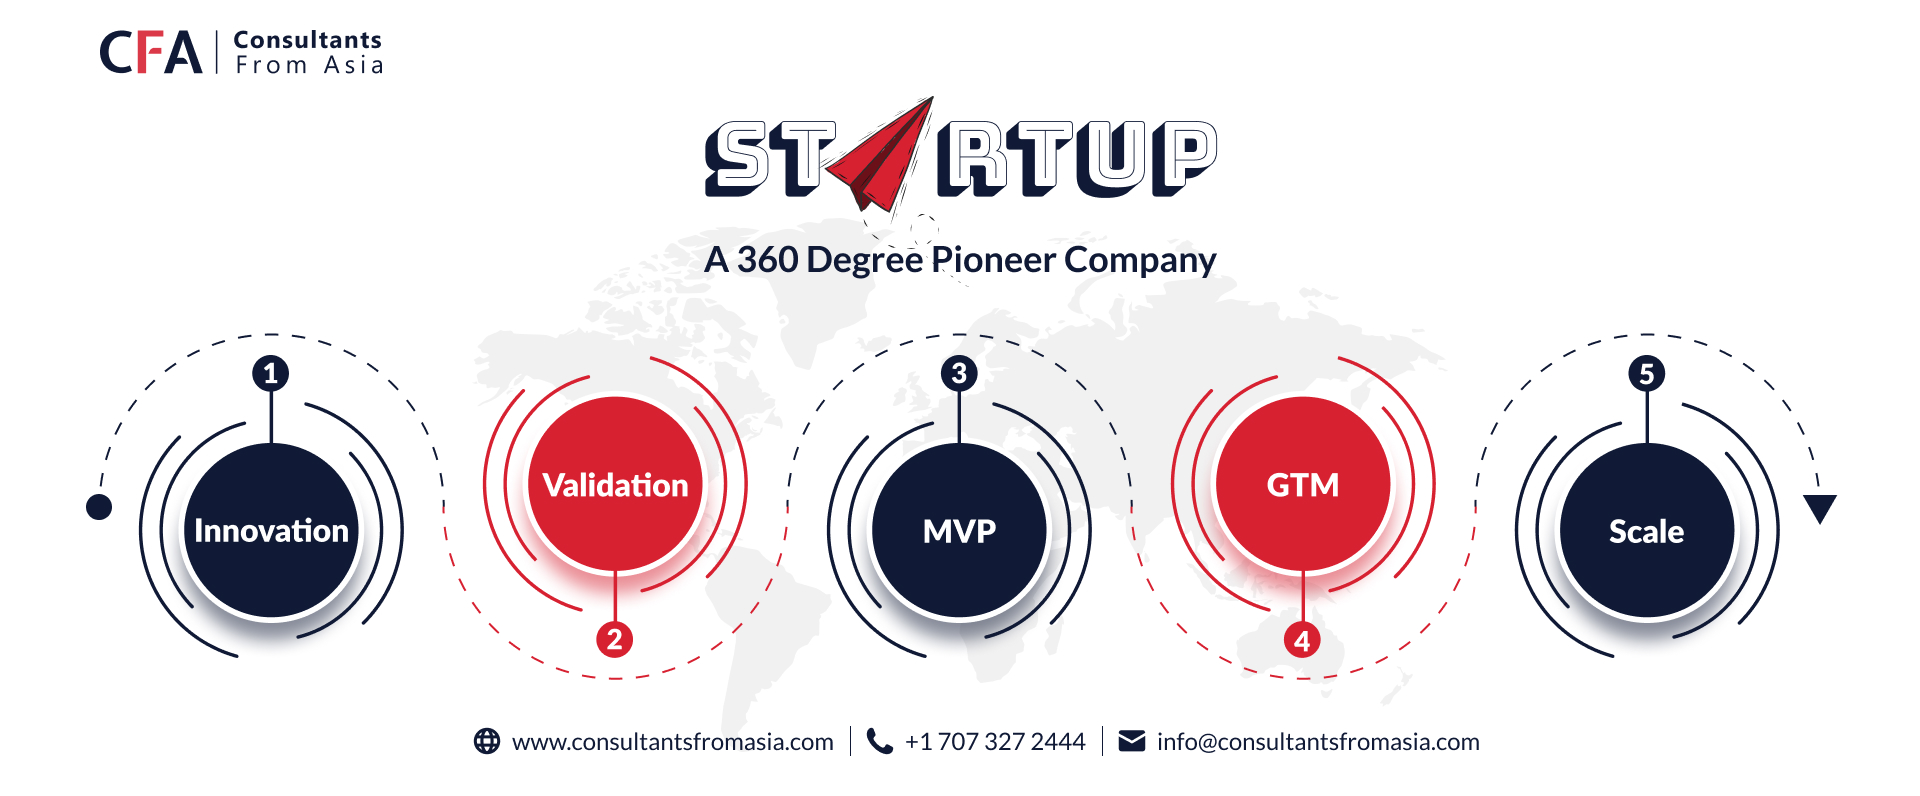 CFA
Consultants
From Asia
STARTUP
A 360 Degree Pioneer Company
1
Innovation
Validation
2
3
MVP
GTM
4
5
Scale
www.consultantsfromasia.com
+1 707 327 2444
info@consultantsfromasia.com